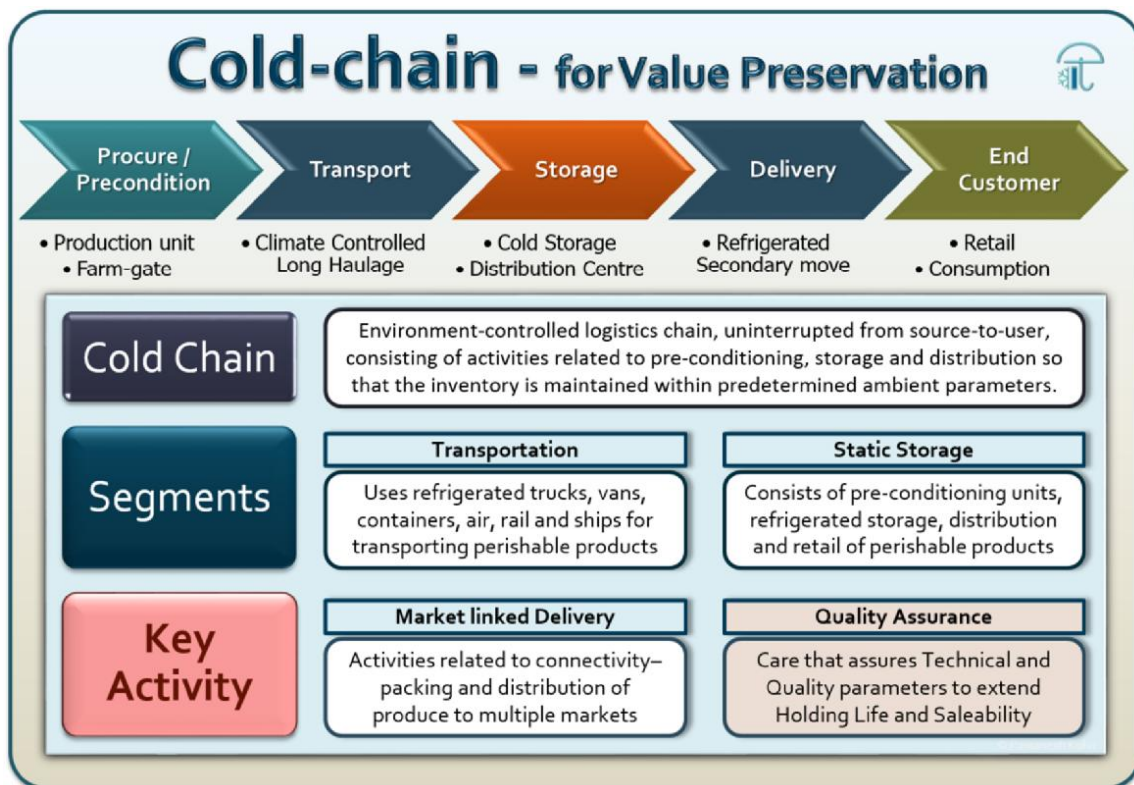 Cold-chain - for Value Preservation
Procure /
Precondition
Transport
Storage
Delivery
End
Customer
• Production unit
• Farm-gate
• Climate Controlled
Long Haulage
• Cold Storage
• Distribution Centre
• Refrigerated
Secondary move
• Retail
• Consumption
Cold Chain
Environment-controlled logistics chain, uninterrupted from source-to-user,
consisting of activities related to pre-conditioning, storage and distribution so
that the inventory is maintained within predetermined ambient parameters.
Segments
Transportation
Uses refrigerated trucks, vans,
containers, air, rail and ships for
transporting perishable products
Static Storage
Consists of pre-conditioning units,
refrigerated storage, distribution
and retail of perishable products
Key
Activity
Market linked Delivery
Activities related to connectivity–
packing and distribution of
produce to multiple markets
Quality Assurance
Care that assures Technical and
Quality parameters to extend
Holding Life and Saleability